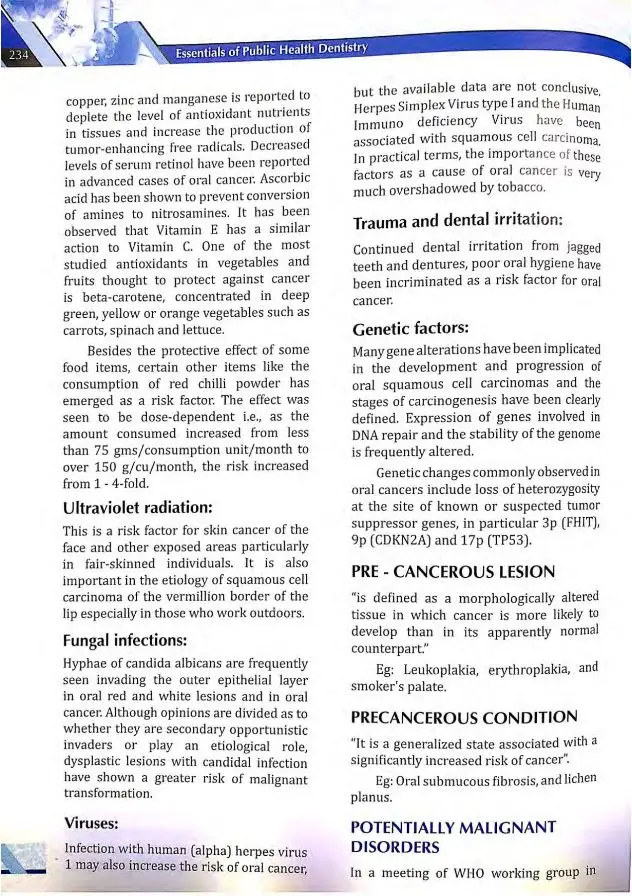 234
Essentials of Public Health Dentistry
copper, zinc and manganese is reported to
deplete the level of antioxidant nutrients
in tissues and increase the production of
tumor-enhancing free radicals. Decreased
levels of serum retinol have been reported
in advanced cases of oral cancer. Ascorbic
acid has been shown to prevent conversion
of amines to nitrosamines. It has been
observed that Vitamin E has a similar
action to Vitamin C. One of the most
studied antioxidants in vegetables and
fruits thought to protect against cancer
is beta-carotene, concentrated in deep
green, yellow or orange vegetables such as
carrots, spinach and lettuce.
Besides the protective effect of some
food items, certain other items like the
consumption of red chilli powder has
emerged as a risk factor. The effect was
seen to be dose-dependent i.e., as the
amount consumed increased from less
than 75 gms/consumption unit/month to
over 150 g/cu/month, the risk increased
from 1 - 4-fold.
Ultraviolet radiation:
This is a risk factor for skin cancer of the
face and other exposed areas particularly
in fair-skinned individuals. It is also
important in the etiology of squamous cell
carcinoma of the vermillion border of the
lip especially in those who work outdoors.
Fungal infections:
Hyphae of candida albicans are frequently
seen invading the outer epithelial layer
in oral red and white lesions and in oral
cancer. Although opinions are divided as to
whether they are secondary opportunistic
invaders or play an etiological role,
dysplastic lesions with candidal infection
have shown a greater risk of malignant
transformation.
Viruses:
Infection with human (alpha) herpes virus
1 may also increase the risk of oral cancer,
but the available data are not conclusive.
Herpes Simplex Virus type I and the Human
Immuno deficiency Virus have been
associated with squamous cell carcinoma.
In practical terms, the importance of these
factors as a cause of oral cancer is very
much overshadowed by tobacco.
Trauma and dental irritation:
Continued dental irritation from jagged
teeth and dentures, poor oral hygiene have
been incriminated as a risk factor for oral
cancer.
Genetic factors:
Many gene alterations have been implicated
in the development and progression of
oral squamous cell carcinomas and the
stages of carcinogenesis have been clearly
defined. Expression of genes involved in
DNA repair and the stability of the genome
is frequently altered.
Genetic changes commonly observed in
oral cancers include loss of heterozygosity
at the site of known or suspected tumor
suppressor genes, in particular 3p (FHIT),
9p (CDKN2A) and 17p (TP53).
PRE - CANCEROUS LESION
"is defined as a morphologically altered
tissue in which cancer is more likely to
develop than in its apparently normal
counterpart."
Eg: Leukoplakia, erythroplakia, and
smoker's palate.
PRECANCEROUS CONDITION
"It is a generalized state associated with a
significantly increased risk of cancer".
Eg: Oral submucous fibrosis, and lichen
planus.
POTENTIALLY MALIGNANT
DISORDERS
In a meeting of WHO working group in